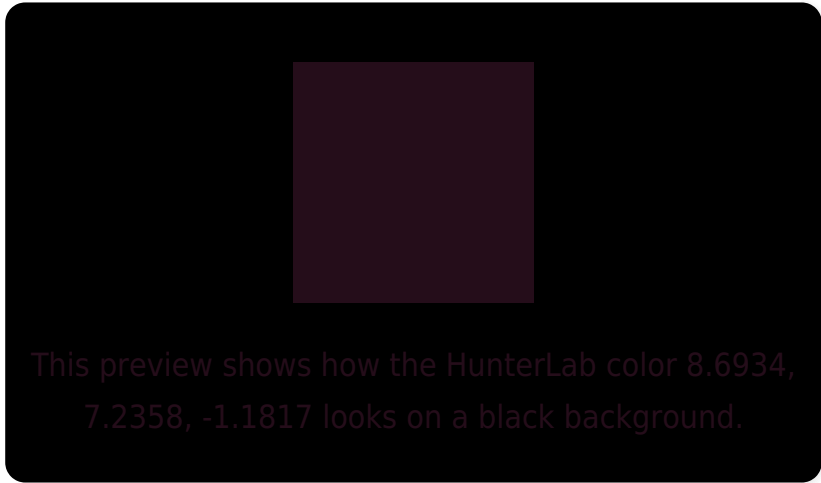 This preview shows how the HunterLab color 8.6934,
7.2358, -1.1817 looks on a black background.